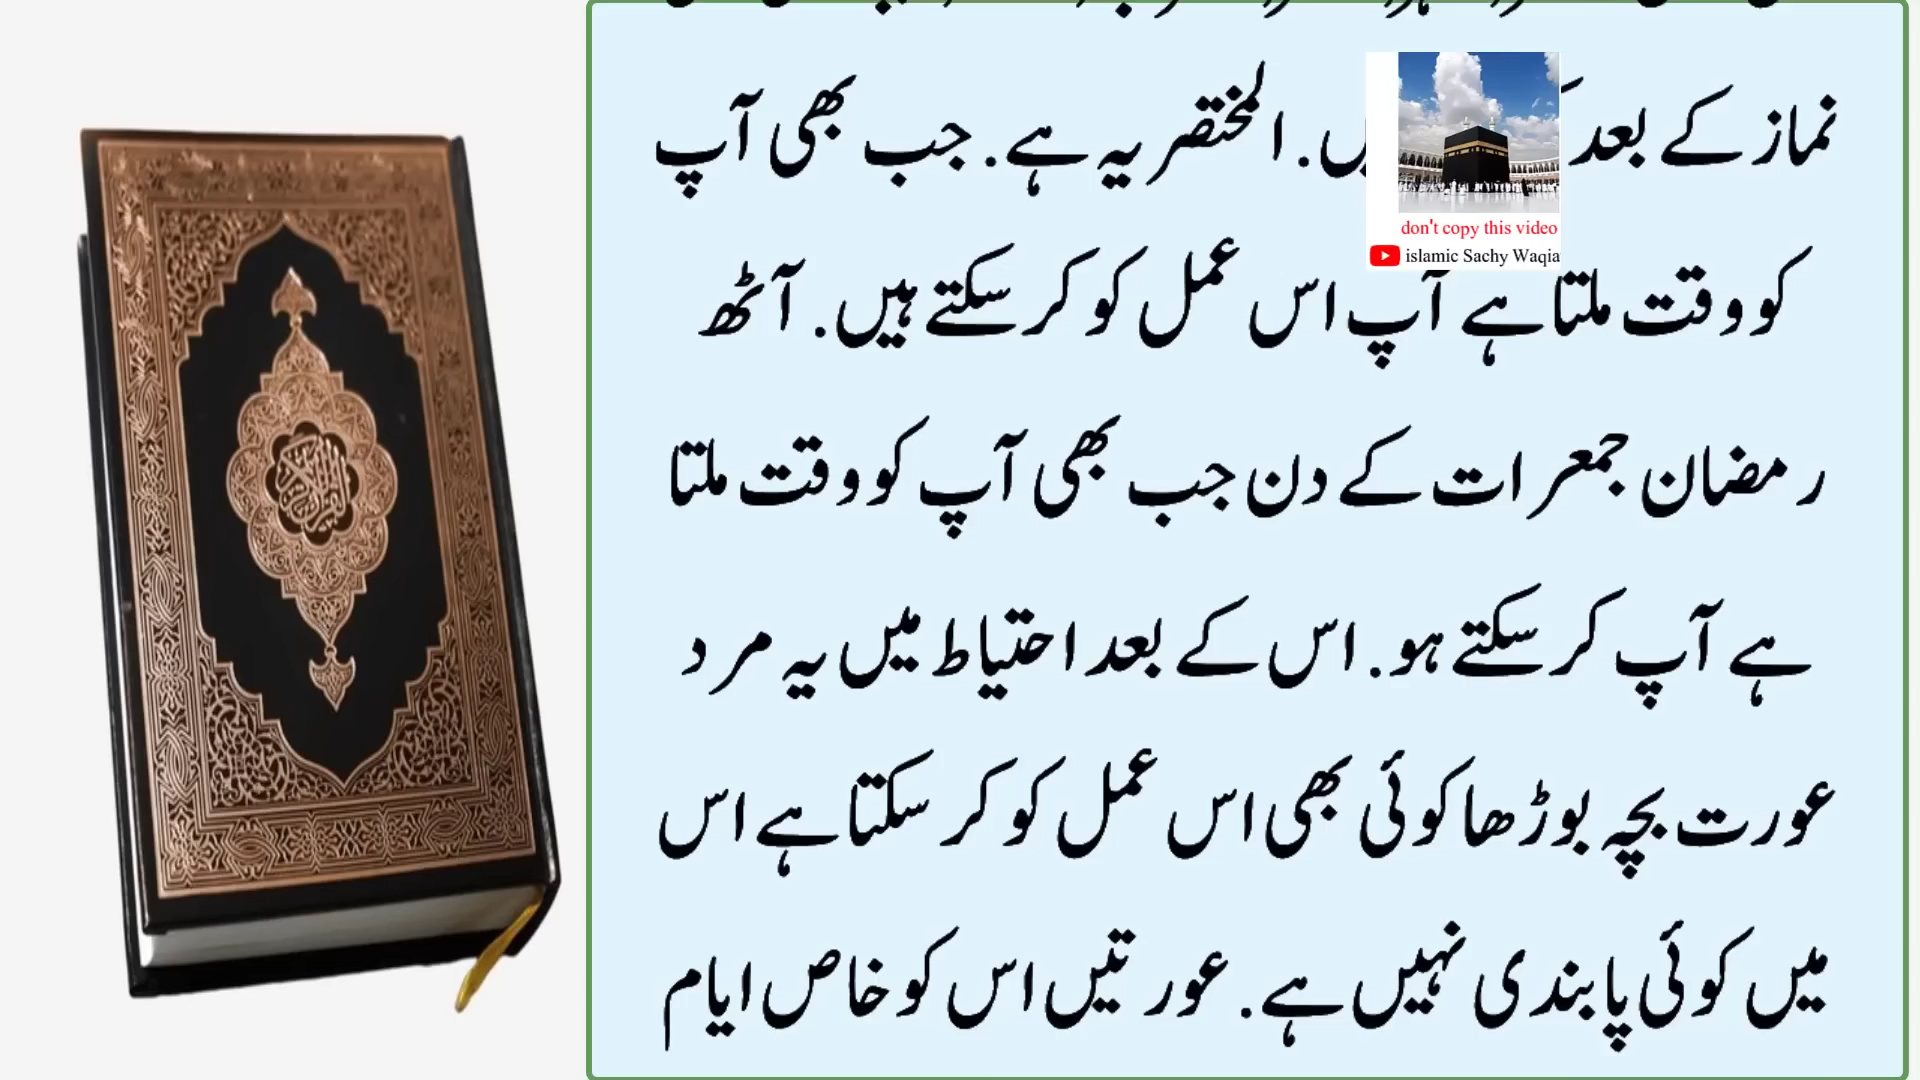 نماز کے بعد
یں. المختصر یہ ہے. جب بھی آپ
don't copy this video
islamic Sachy Waqia
کو وقت ملتا ہے آپ اس عمل کو کر سکتے ہیں. آٹھ
رمضان جمعرات کے دن جب بھی آپ کو وقت ملتا
ہے آپ کر سکتے ہو. اس کے بعد احتیاط میں یہ مرد
عورت بچہ بوڑھا کوئی بھی اس عمل کو کر سکتا ہے اس
میں کوئی پابندی نہیں ہے. عورتیں اس کو خاص ایام